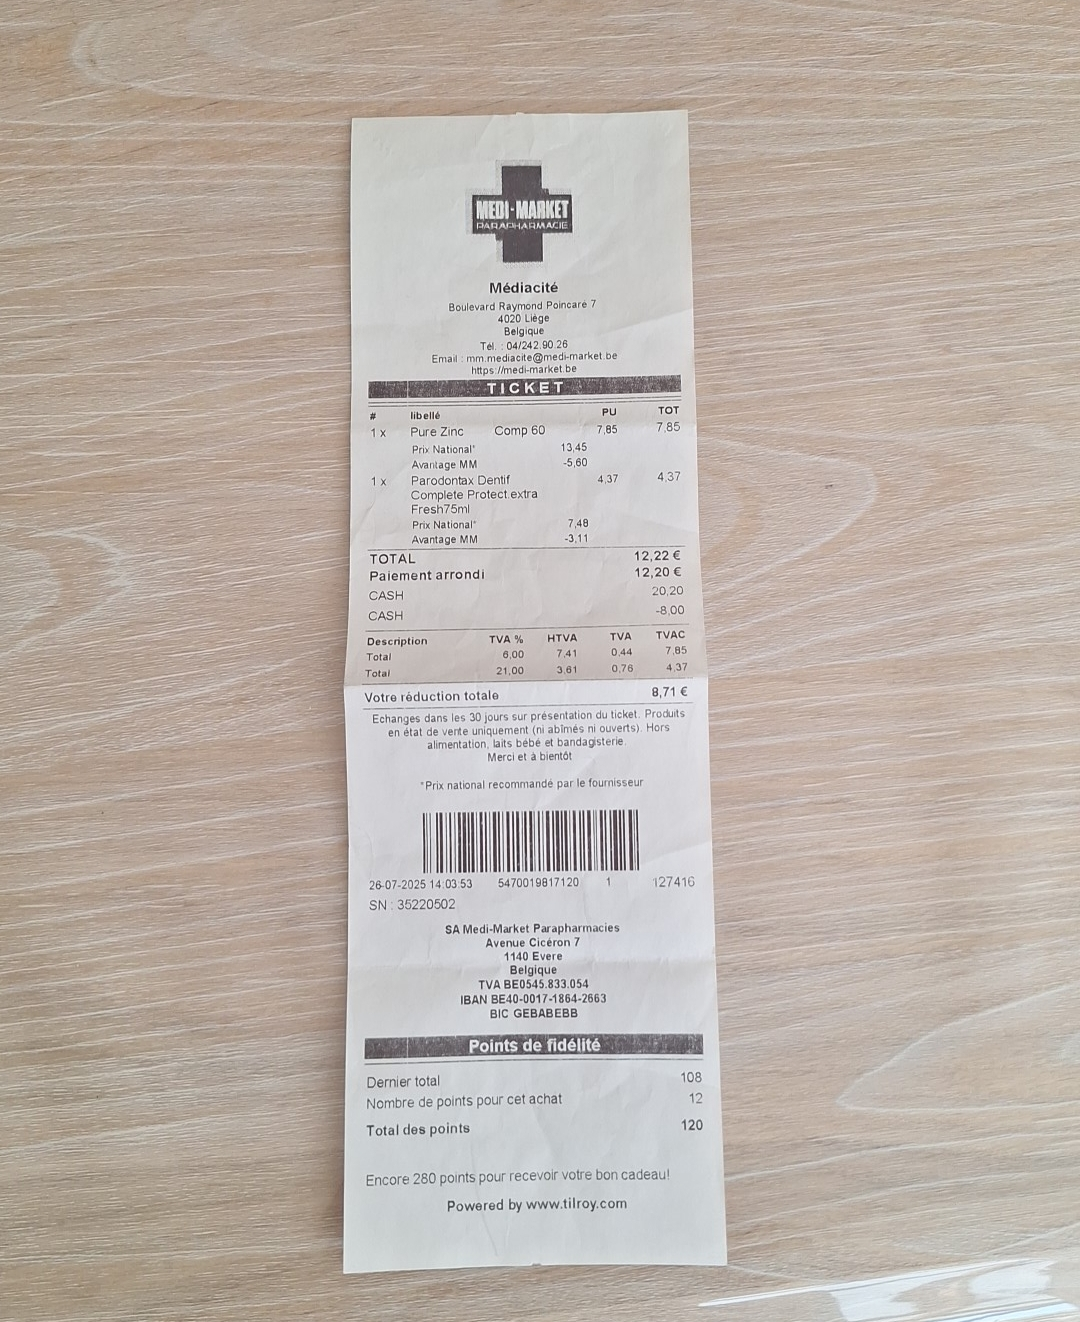 MEDI-MARKET
PARAPHARMACIE
Médiacité
Boulevard Raymond Poincaré 7
4020 Liège
Belgique
Tél. : 04/242.90.26
Email : mm.mediacite@medi-market.be
https://medi-market.be
TICKET
# libellé PU TOT
1 x Pure Zinc Comp 60 7,85 7,85
Prix National* 13,45
Avantage MM -5,60
1 x Parodontax Dentif 4,37 4,37
Complete Protect.extra
Fresh75ml
Prix National* 7,48
Avantage MM -3,11
TOTAL 12,22 €
Paiement arrondi 12,20 €
CASH 20,20
CASH -8,00
Description TVA % HTVA TVA TVAC
Total 6,00 7,41 0,44 7,85
Total 21,00 3,61 0,76 4,37
Votre réduction totale 8,71 €
Echanges dans les 30 jours sur présentation du ticket. Produits
en état de vente uniquement (ni abîmés ni ouverts). Hors
alimentation, laits bébé et bandagisterie.
Merci et à bientôt
*Prix national recommandé par le fournisseur
26-07-2025 14:03:53 5470019817120 1 127416
SN : 35220502
SA Medi-Market Parapharmacies
Avenue Cicéron 7
1140 Evere
Belgique
TVA BE0545.833.054
IBAN BE40-0017-1864-2663
BIC GEBABEBB
Points de fidélité
Dernier total 108
Nombre de points pour cet achat 12
Total des points 120
Encore 280 points pour recevoir votre bon cadeau!
Powered by www.tilroy.com